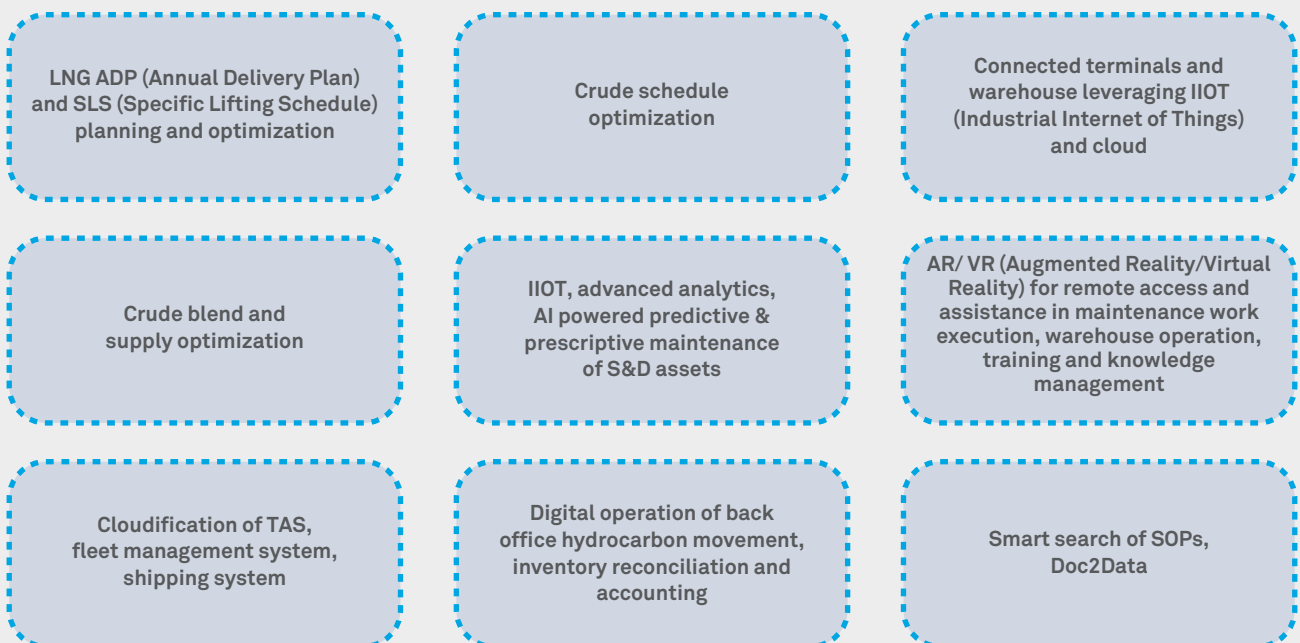 LNG ADP (Annual Delivery Plan)
and SLS (Specific Lifting Schedule)
planning and optimization
Crude schedule
optimization
Connected terminals and
warehouse leveraging IIOT
(Industrial Internet of Things)
and cloud
Crude blend and
supply optimization
IIOT, advanced analytics,
AI powered predictive &
prescriptive maintenance
of S&D assets
AR/ VR (Augmented Reality/Virtual
Reality) for remote access and
assistance in maintenance work
execution, warehouse operation,
training and knowledge
management
Cloudification of TAS,
fleet management system,
shipping system
Digital operation of back
office hydrocarbon movement,
inventory reconciliation and
accounting
Smart search of SOPs,
Doc2Data